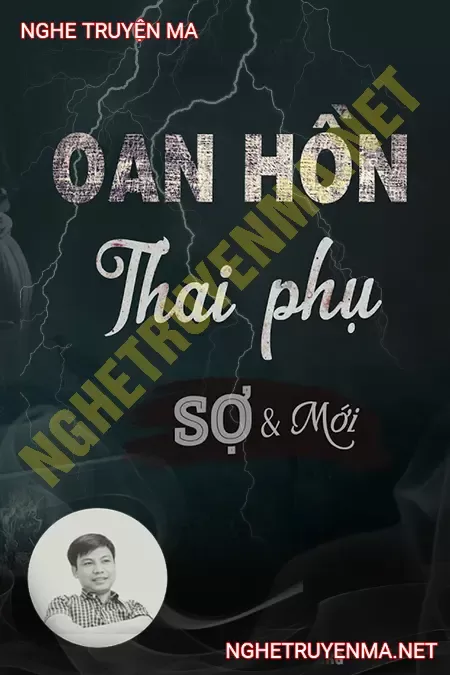 NGHE TRUYỆN MA
OAN HỒN
Thai phụ
SỢ & Mới
NGHETRUYENMA.NET
NGHETRUYENMA.NET